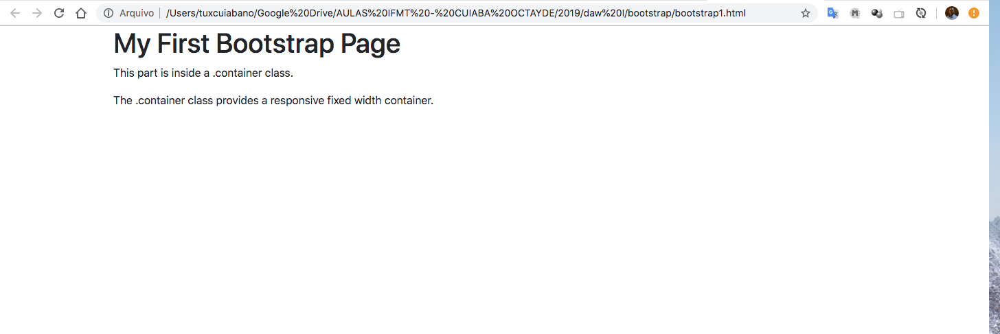 Arquivo /Users/tuxcuiabano/Google%20Drive/AULAS%20IFMT%20-%20CUIABA%20OCTAYDE/2019/daw%20I/bootstrap/bootstrap1.html
My First Bootstrap Page
This part is inside a .container class.
The .container class provides a responsive fixed width container.